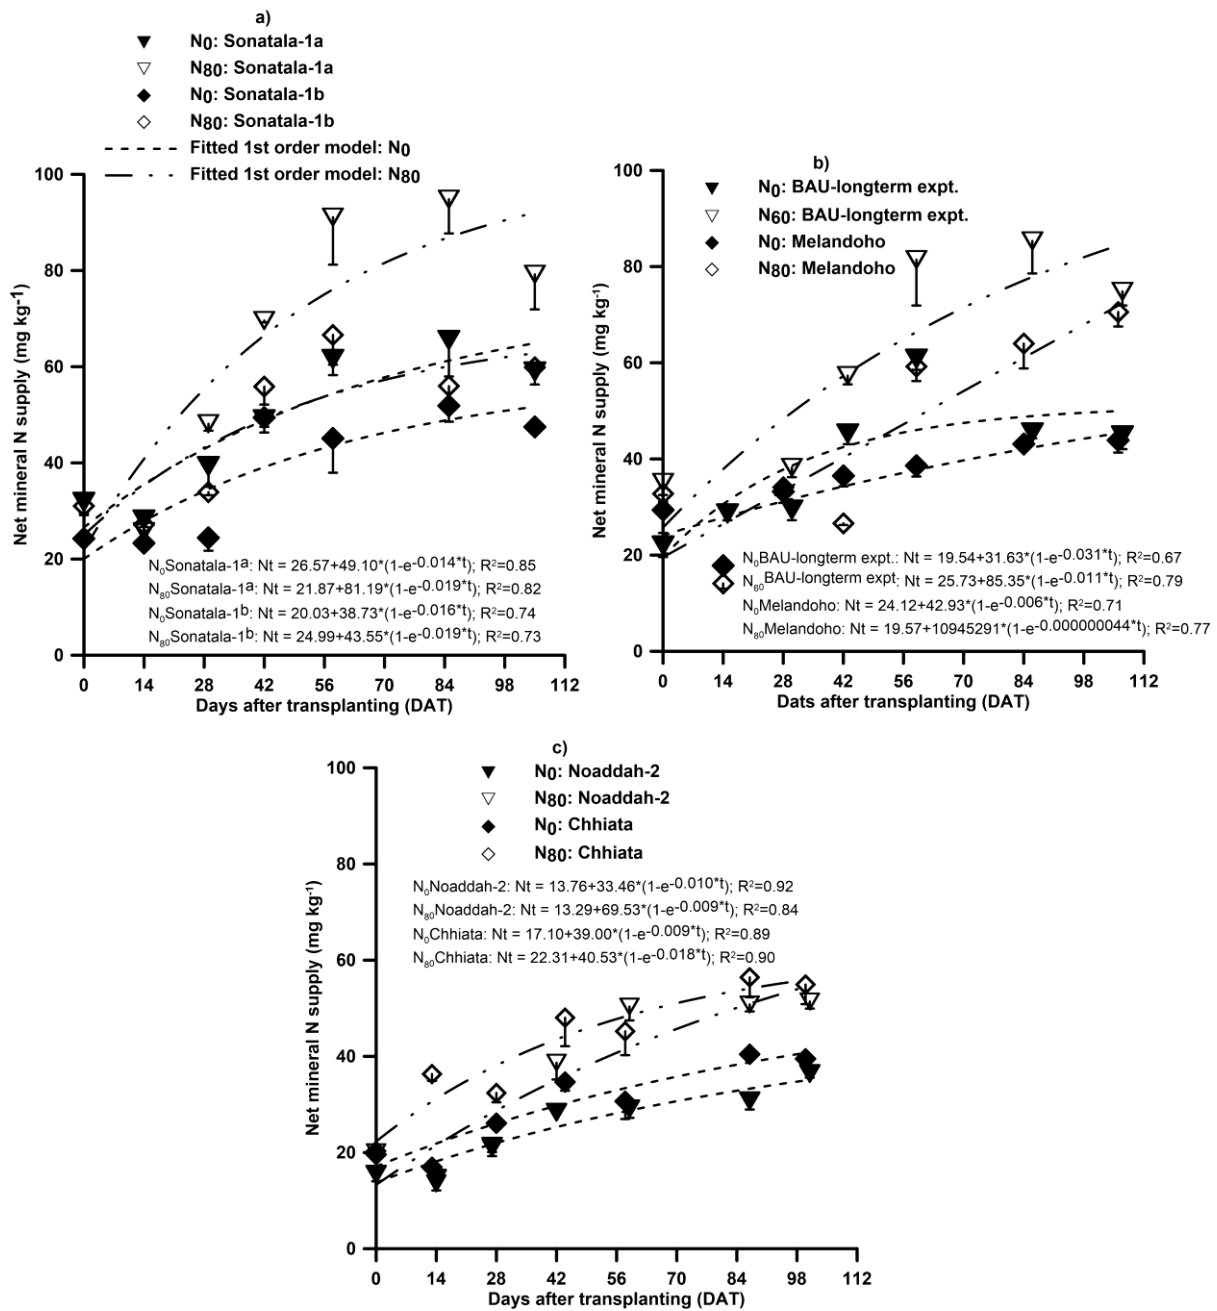 a)
N0: Sonatala-1a
N80: Sonatala-1a
N0: Sonatala-1b
N80: Sonatala-1b
Fitted 1st order model: N0
Fitted 1st order model: N80
100
80
60
40
20
0
Net mineral N supply (mg kg-1)
N0Sonatala-1a: Nt = 26.57+49.10*(1-e-0.014*t); R2=0.85
N80Sonatala-1a: Nt = 21.87+81.19*(1-e-0.019*t); R2=0.82
N0Sonatala-1b: Nt = 20.03+38.73*(1-e-0.016*t); R2=0.74
N80Sonatala-1b: Nt = 24.99+43.55*(1-e-0.019*t); R2=0.73
0 14 28 42 56 70 84 98 112
Days after transplanting (DAT)
b)
N0: BAU-longterm expt.
N60: BAU-longterm expt.
N0: Melandoho
N80: Melandoho
100
80
60
40
20
0
Net mineral N supply (mg kg-1)
N0BAU-longterm expt.: Nt = 19.54+31.63*(1-e-0.031*t); R2=0.67
N60BAU-longterm expt: Nt = 25.73+85.35*(1-e-0.011*t); R2=0.79
N0Melandoho: Nt = 24.12+42.93*(1-e-0.006*t); R2=0.71
N80Melandoho: Nt = 19.57+10945291*(1-e-0.000000044*t); R2=0.77
0 14 28 42 56 70 84 98 112
Dats after transplanting (DAT)
c)
N0: Noaddah-2
N80: Noaddah-2
N0: Chhiata
N80: Chhiata
100
80
60
40
20
0
Net mineral N supply (mg kg-1)
N0Noaddah-2: Nt = 13.76+33.46*(1-e-0.010*t); R2=0.92
N80Noaddah-2: Nt = 13.29+69.53*(1-e-0.009*t); R2=0.84
N0Chhiata: Nt = 17.10+39.00*(1-e-0.009*t); R2=0.89
N80Chhiata: Nt = 22.31+40.53*(1-e-0.018*t); R2=0.90
0 14 28 42 56 70 84 98 112
Days after transplanting (DAT)